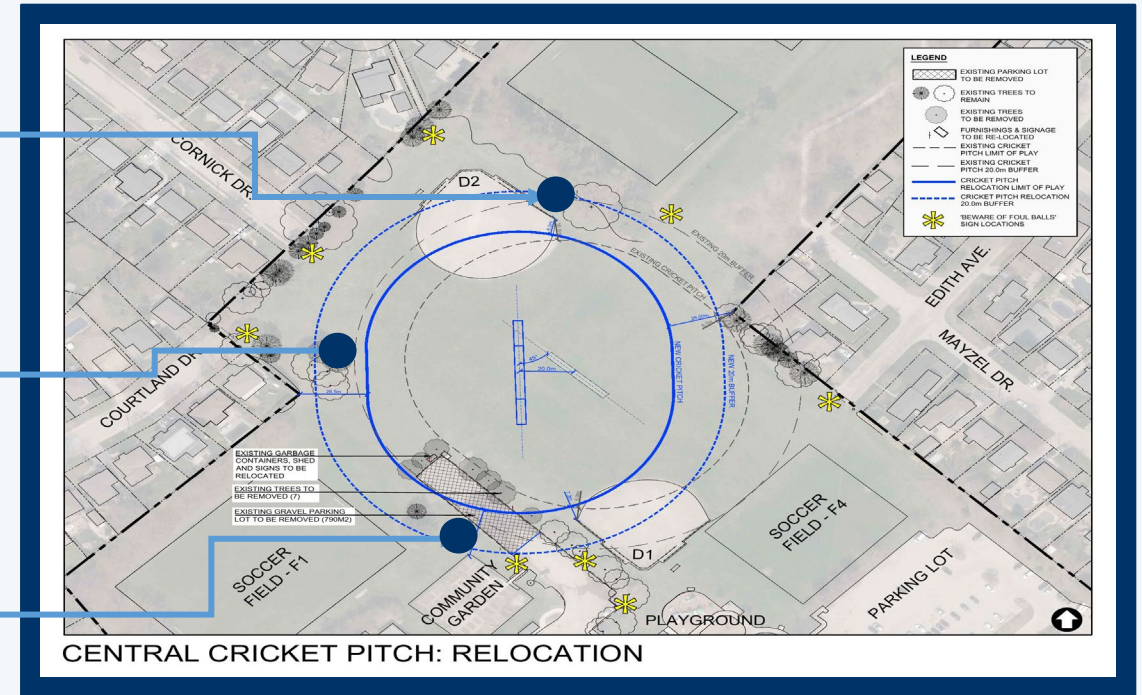 LEGEND
EXISTING PARKING LOT
TO BE REMOVED
EXISTING TREES TO
REMAIN
EXISTING TREES
TO BE REMOVED
FURNISHINGS & SIGNAGE
TO BE RE-LOCATED
EXISTING CRICKET
PITCH LIMIT OF PLAY
EXISTING CRICKET
PITCH 20.0m BUFFER
CRICKET PITCH
RELOCATION LIMIT OF PLAY
CRICKET PITCH RELOCATION
20.0m BUFFER
'BEWARE OF FOUL BALLS'
SIGN LOCATIONS
CORNICK DR.
D2
EXISTING 20m BUFFER
EXISTING CRICKET PITCH
EDITH AVE.
MAYZEL DR.
COURTLAND DR.
45°
20.0m
NEW CRICKET PITCH
NEW 20m BUFFER
EXISTING GARBAGE
CONTAINERS, SHED
AND SIGNS TO BE
RELOCATED
EXISTING TREES TO
BE REMOVED (7)
EXISTING GRAVEL PARKING
LOT TO BE REMOVED (790M2)
SOCCER
FIELD - F4
D1
SOCCER
FIELD - F1
COMMUNITY
GARDEN
PARKING LOT
PLAYGROUND
CENTRAL CRICKET PITCH: RELOCATION